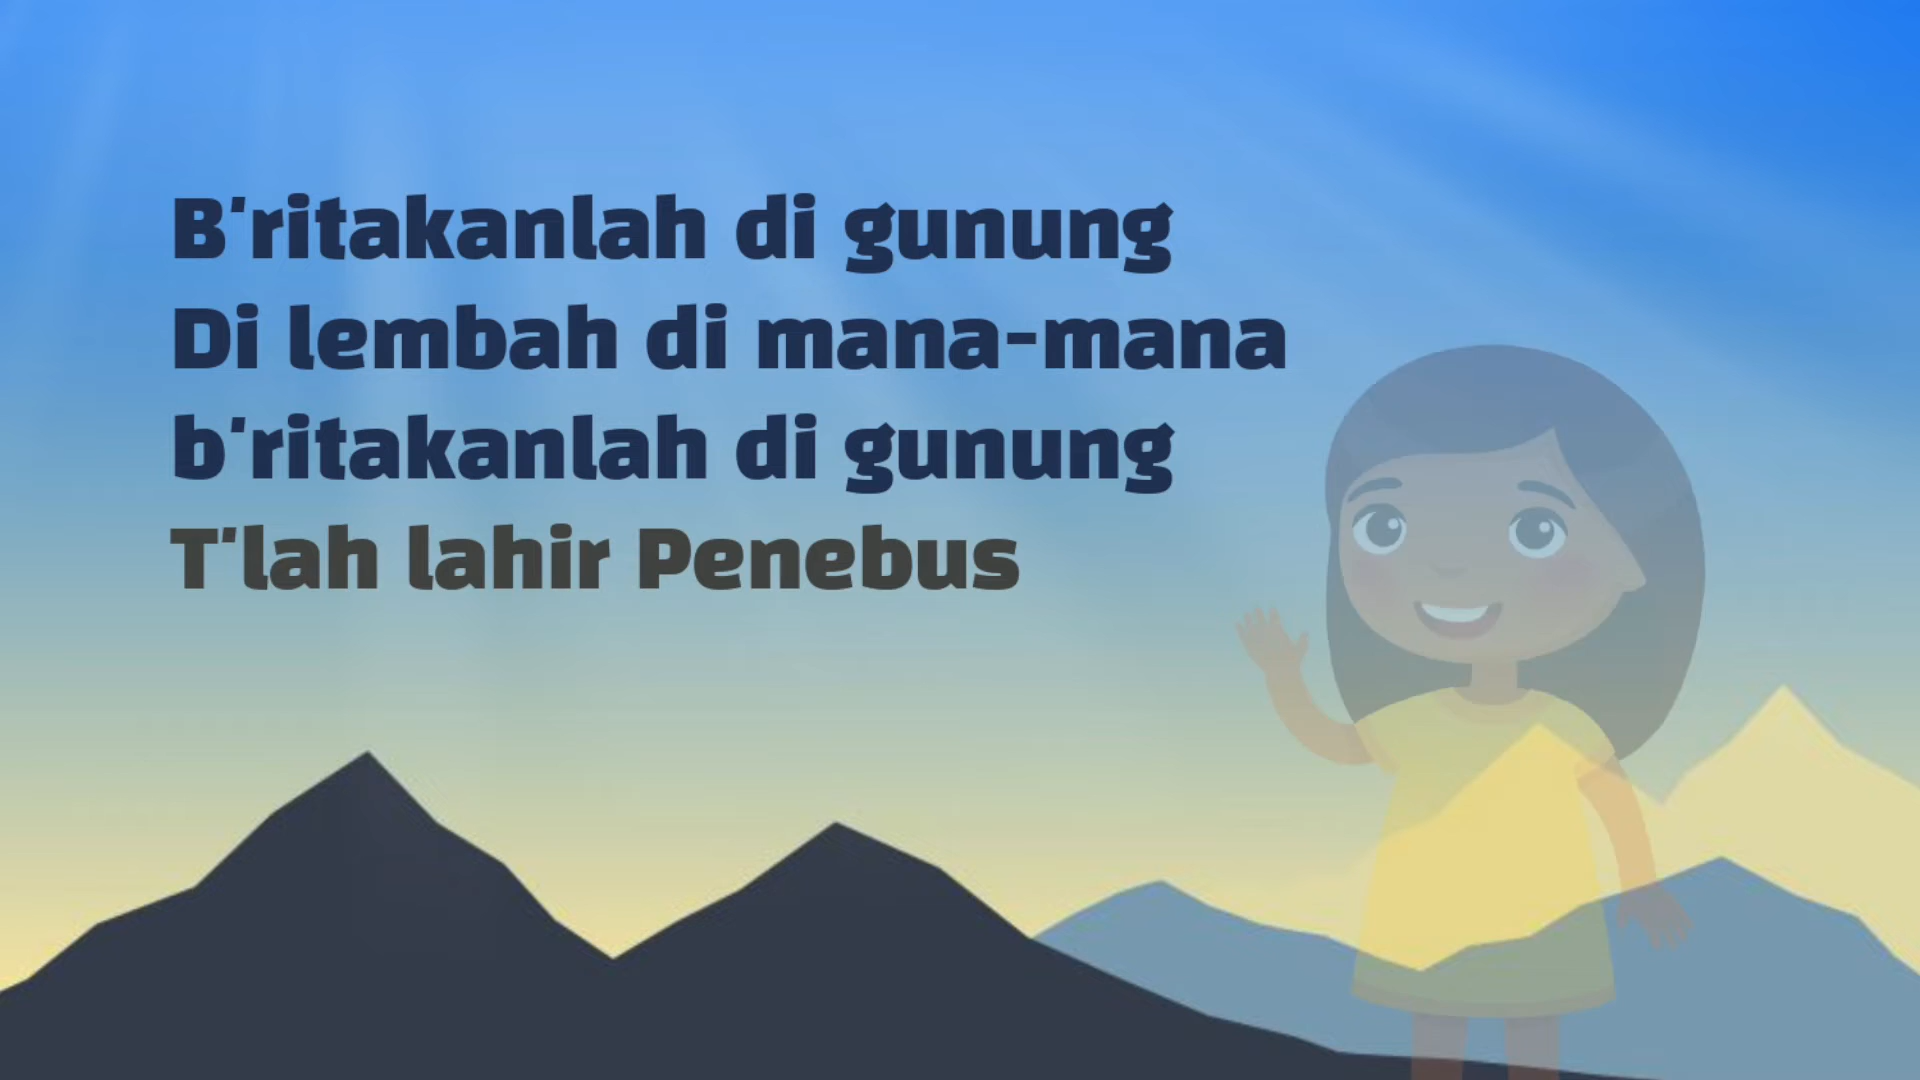 B'ritakanlah di gunung
Di lembah di mana-mana
b'ritakanlah di gunung
T'lah lahir Penebus